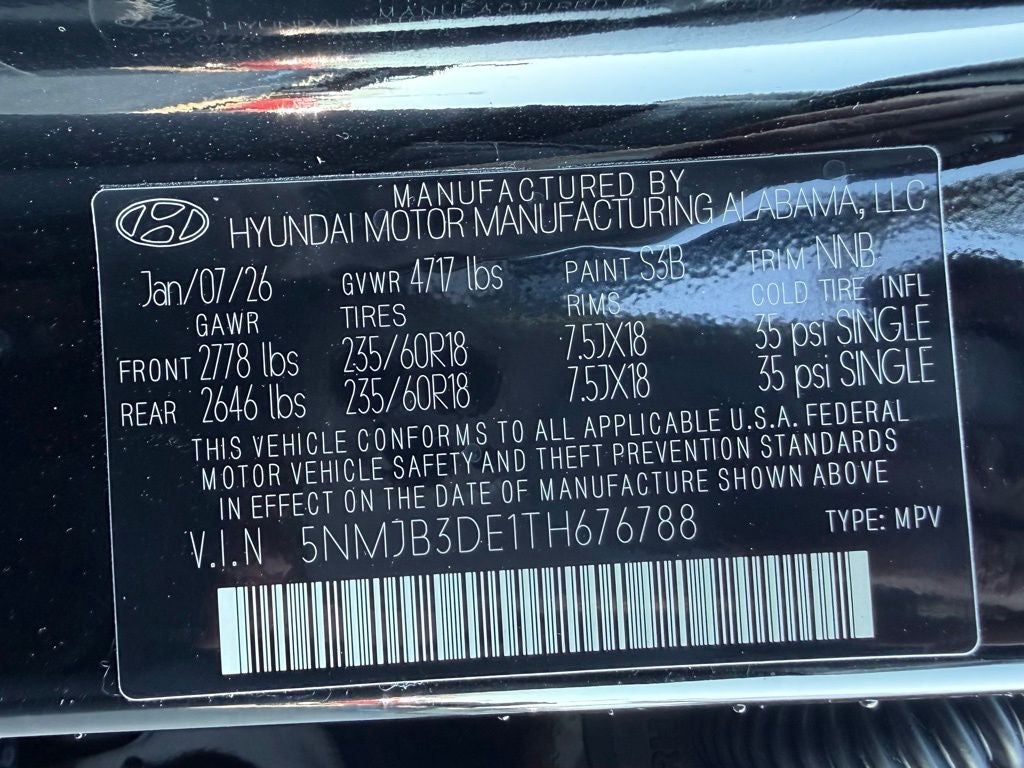 MANUFACTURED BY
HYUNDAI MOTOR MANUFACTURING ALABAMA, LLC
Jan/07/26 GVWR 4717 lbs PAINT S3B TRIM NNB
GAWR TIRES RIMS COLD TIRE INFL
FRONT 2778 lbs 235/60R18 7.5JX18 35 psi SINGLE
REAR 2646 lbs 235/60R18 7.5JX18 35 psi SINGLE
THIS VEHICLE CONFORMS TO ALL APPLICABLE U.S.A. FEDERAL
MOTOR VEHICLE SAFETY AND THEFT PREVENTION STANDARDS
IN EFFECT ON THE DATE OF MANUFACTURE SHOWN ABOVE
V.I.N 5NMJB3DE1TH676788 TYPE: MPV